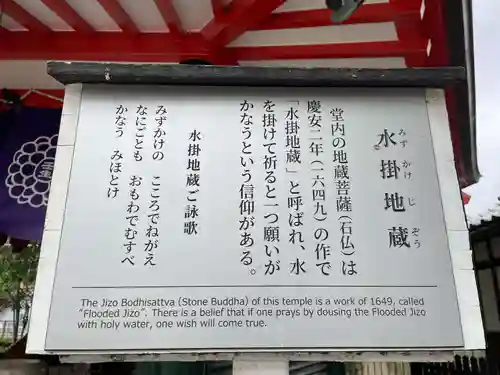 水掛地蔵
みず かけ じ ぞう
堂内の地蔵菩薩（石仏）は
慶安二年（一六四九）の作で
「水掛地蔵」と呼ばれ、水
を掛けて祈ると一つ願いが
かなうという信仰がある。
水掛地蔵ご詠歌
みずかけの こころでねがえ
なにごとも おもわでむすべ
かなう みほとけ
The Jizo Bodhisattva (Stone Buddha) of this temple is a work of 1649, called
"Flooded Jizo". There is a belief that if one prays by dousing the Flooded Jizo
with holy water, one wish will come true.